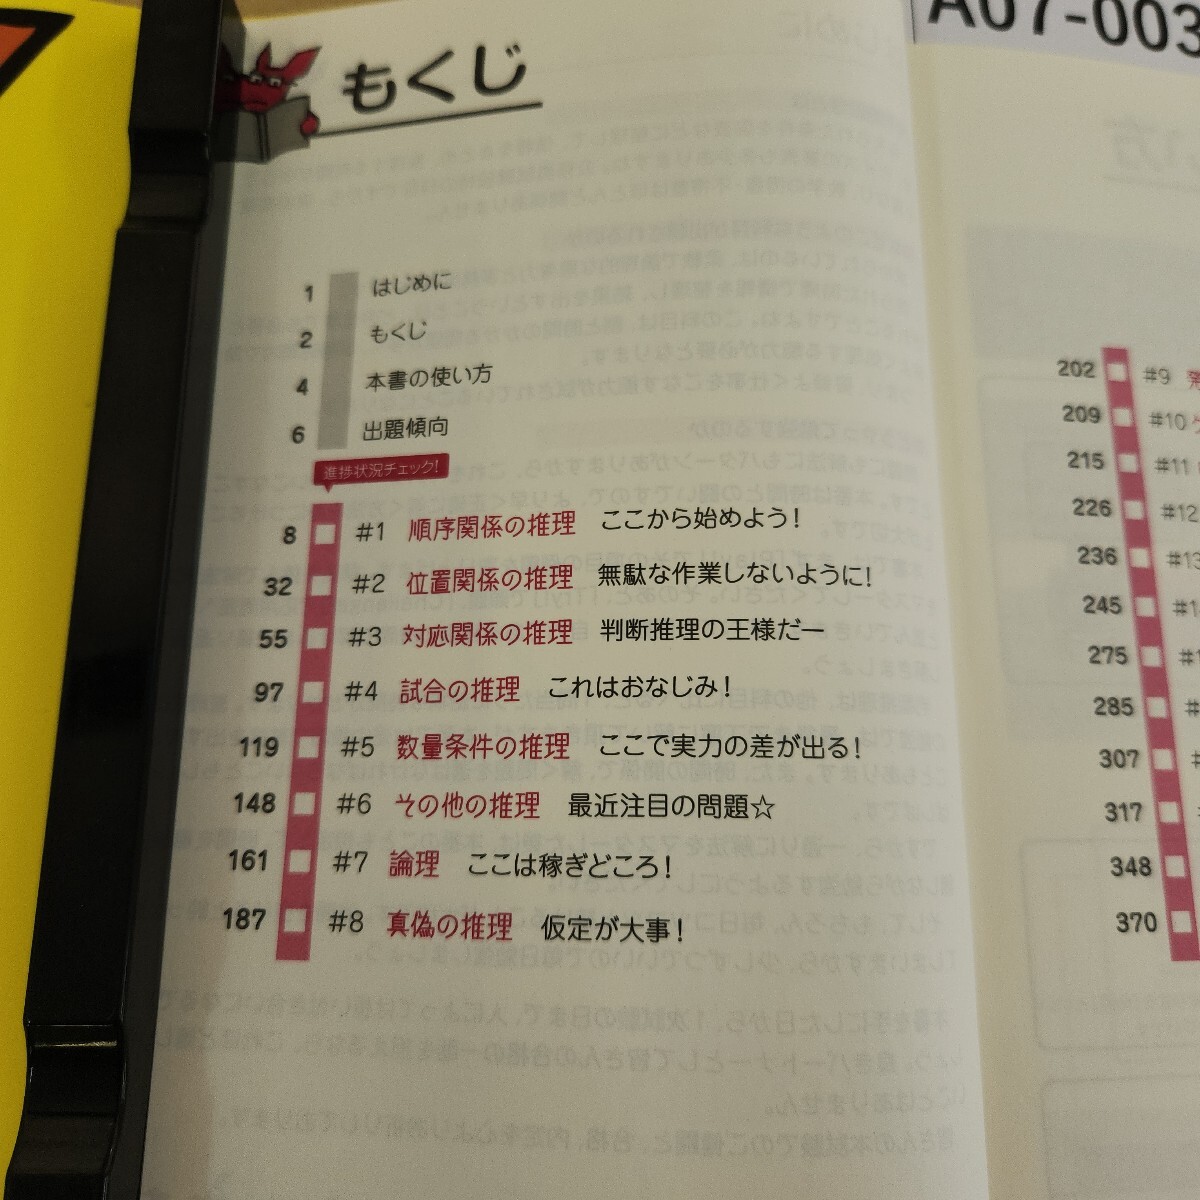 A07-003
もくじ
1 はじめに
2 もくじ
4 本書の使い方
6 出題傾向
進捗状況チェック!
8 #1 順序関係の推理 ここから始めよう!
32 #2 位置関係の推理 無駄な作業しないように!
55 #3 対応関係の推理 判断推理の王様だー
97 #4 試合の推理 これはおなじみ!
119 #5 数量条件の推理 ここで実力の差が出る!
148 #6 その他の推理 最近注目の問題☆
161 #7 論理 ここは稼ぎどころ!
187 #8 真偽の推理 仮定が大事!
202 #9
209 #10
215 #11
226 #12
236 #13
245
275
285
307
317
348
370